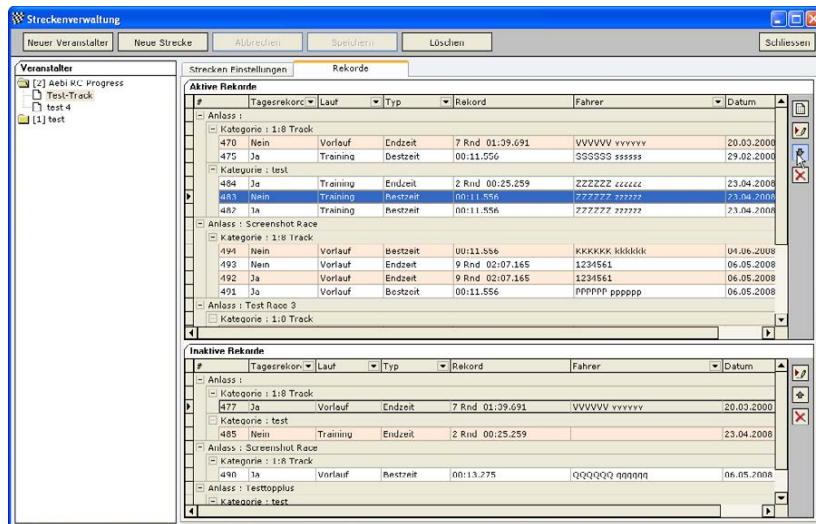 Streckenverwaltung
Neuer Veranstalter Neue Strecke Abbrechen Speichern Löschen Schliessen
Veranstalter
[2] Aebi RC Progress
Test-Track
test 4
[1] test
Strecken Einstellungen Rekorde
Aktive Rekorde
# Tagesrekord Lauf Typ Rekord Fahrer Datum
Anlass :
Kategorie : 1:8 Track
470 Nein Vorlauf Endzeit 7 Rnd 01:39.691 VVVVVV vvvvvv 20.03.2008
475 Ja Training Bestzeit 00:11.556 SSSSSS ssssss 29.02.2008
Kategorie : test
484 Ja Training Endzeit 2 Rnd 00:25.259 ZZZZZZ zzzzzz 23.04.2008
483 Nein Training Bestzeit 00:11.556 ZZZZZZ zzzzzz 23.04.2008
482 Ja Training Bestzeit 00:11.556 ZZZZZZ zzzzzz 23.04.2008
Anlass : Screenshot Race
Kategorie : 1:8 Track
494 Nein Vorlauf Bestzeit 00:11.556 KKKKKK kkkkkk 04.06.2008
493 Nein Vorlauf Endzeit 9 Rnd 02:07.165 1234561 06.05.2008
492 Ja Vorlauf Endzeit 9 Rnd 02:07.165 1234561 06.05.2008
491 Ja Vorlauf Bestzeit 00:11.556 PPPPPP pppppp 06.05.2008
Anlass : Test Race 3
Kategorie : 1:8 Track
Inaktive Rekorde
# Tagesrekor Lauf Typ Rekord Fahrer Datum
Anlass :
Kategorie : 1:8 Track
477 Ja Vorlauf Endzeit 7 Rnd 01:39.691 VVVVVV vvvvvv 20.03.2008
Kategorie : test
485 Nein Training Endzeit 2 Rnd 00:25.259 23.04.2008
Anlass : Screenshot Race
Kategorie : 1:8 Track
490 Ja Vorlauf Bestzeit 00:13.275 QQQQQQ qqqqqq 06.05.2008
Anlass : Testtopplus
Kategorie : test